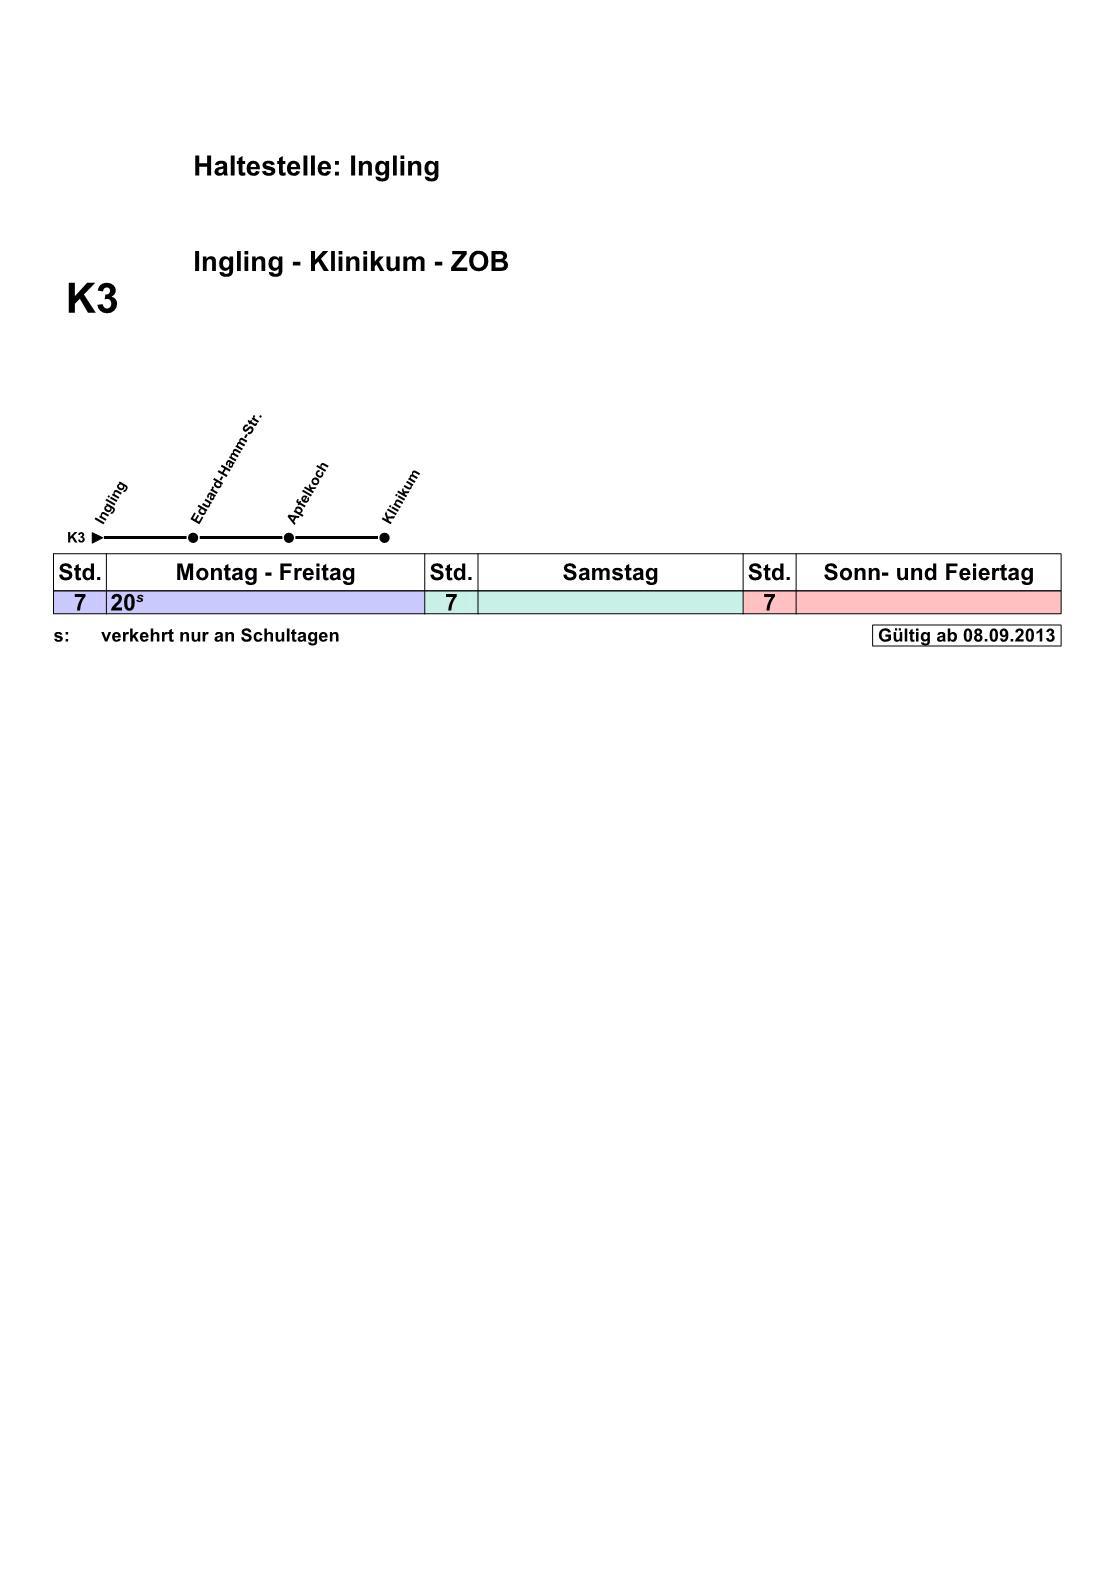 Haltestelle: Ingling
Ingling - Klinikum - ZOB
K3
Ingling
Eduard-Hamm-Str.
Apfelkoch
Klinikum
K3
Std. Montag - Freitag Std. Samstag Std. Sonn- und Feiertag
7 20s 7 7
s: verkehrt nur an Schultagen Gültig ab 08.09.2013